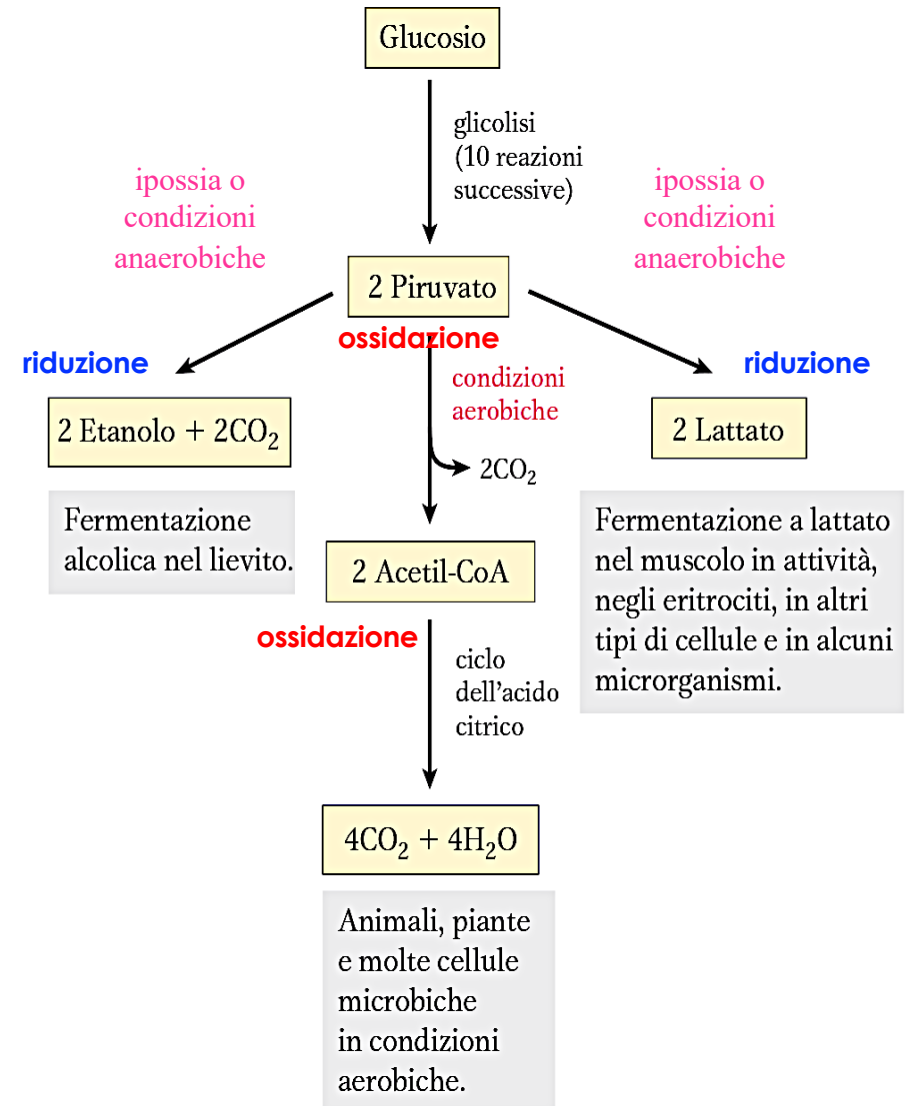 Glucosio
glicolisi
(10 reazioni
successive)
ipossia o
condizioni
anaerobiche
ipossia o
condizioni
anaerobiche
2 Piruvato
ossidazione
riduzione
riduzione
condizioni
aerobiche
2 Etanolo + 2CO₂
2 Lattato
2CO₂
Fermentazione
alcolica nel lievito.
Fermentazione a lattato
nel muscolo in attività,
negli eritrociti, in altri
tipi di cellule e in alcuni
microrganismi.
2 Acetil-CoA
ossidazione
ciclo
dell'acido
citrico
4CO₂ + 4H₂O
Animali, piante
e molte cellule
microbiche
in condizioni
aerobiche.